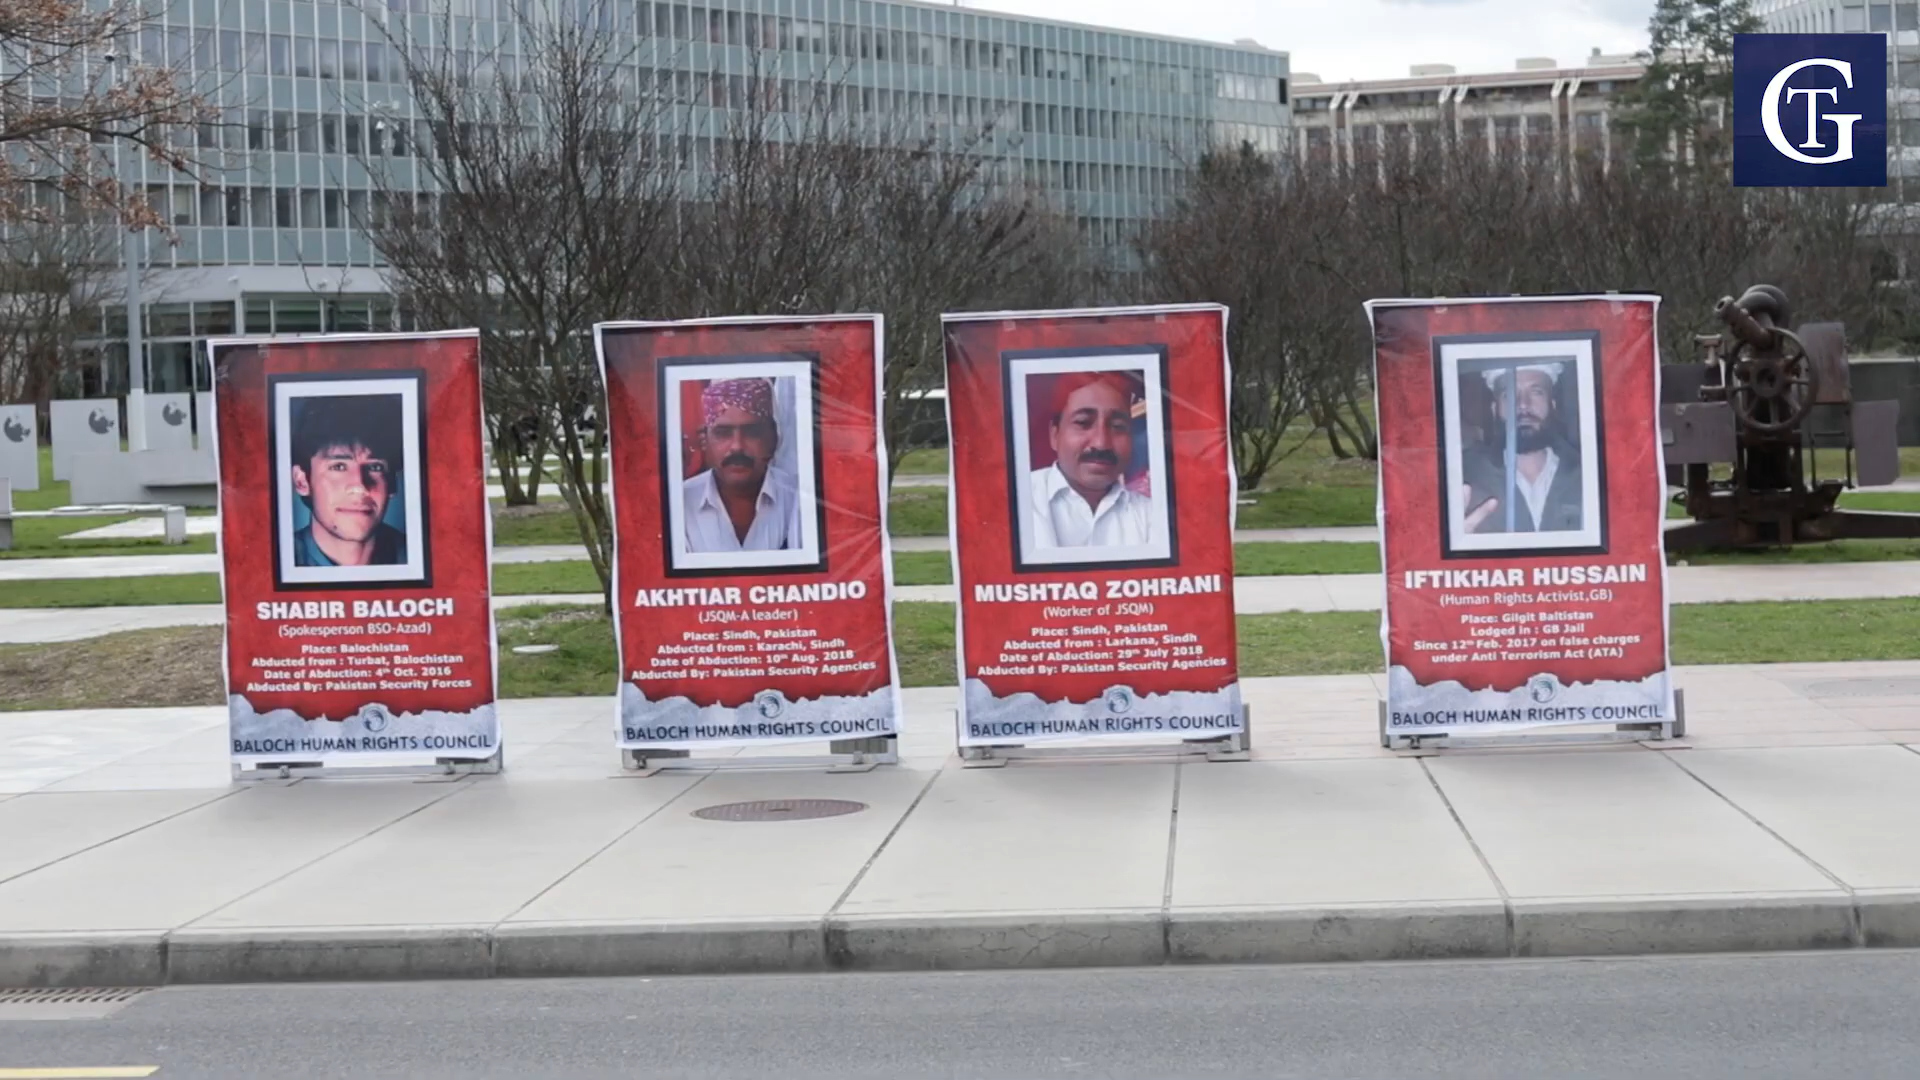 GT
SHABIR BALOCH
(Spokesperson BSO-Azad)
Place: Balochistan
Abducted from : Turbat, Balochistan
Date of Abduction: 4th Oct. 2016
Abducted By: Pakistan Security Forces
BALOCH HUMAN RIGHTS COUNCIL
AKHTIAR CHANDIO
(JSQM-A leader)
Place: Sindh, Pakistan
Abducted from : Karachi, Sindh
Date of Abduction: 10th Aug. 2018
Abducted By: Pakistan Security Agencies
BALOCH HUMAN RIGHTS COUNCIL
MUSHTAQ ZOHRANI
(Worker of JSQM)
Place: Sindh, Pakistan
Abducted from : Larkana, Sindh
Date of Abduction: 29th July 2018
Abducted By: Pakistan Security Agencies
BALOCH HUMAN RIGHTS COUNCIL
IFTIKHAR HUSSAIN
(Human Rights Activist,GB)
Place: Gilgit Baltistan
Lodged in : GB Jail
Since 12th Feb. 2017 on false charges
under Anti Terrorism Act (ATA)
BALOCH HUMAN RIGHTS COUNCIL